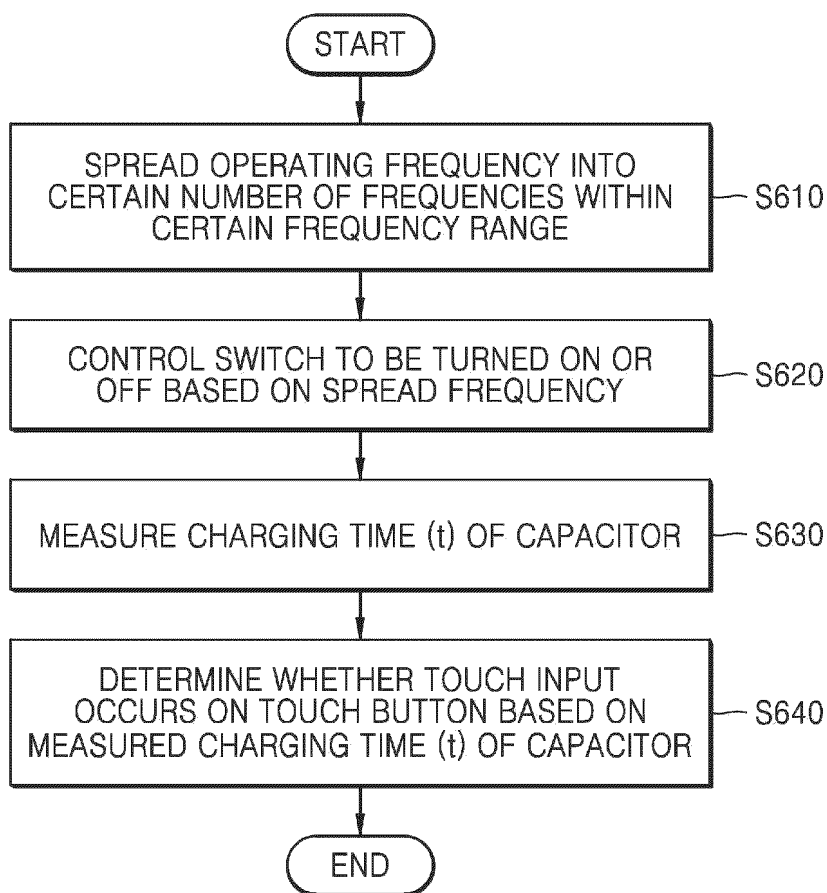 START
SPREAD OPERATING FREQUENCY INTO
CERTAIN NUMBER OF FREQUENCIES WITHIN
CERTAIN FREQUENCY RANGE
S610
CONTROL SWITCH TO BE TURNED ON OR
OFF BASED ON SPREAD FREQUENCY
S620
MEASURE CHARGING TIME (t) OF CAPACITOR
S630
DETERMINE WHETHER TOUCH INPUT
OCCURS ON TOUCH BUTTON BASED ON
MEASURED CHARGING TIME (t) OF CAPACITOR
S640
END